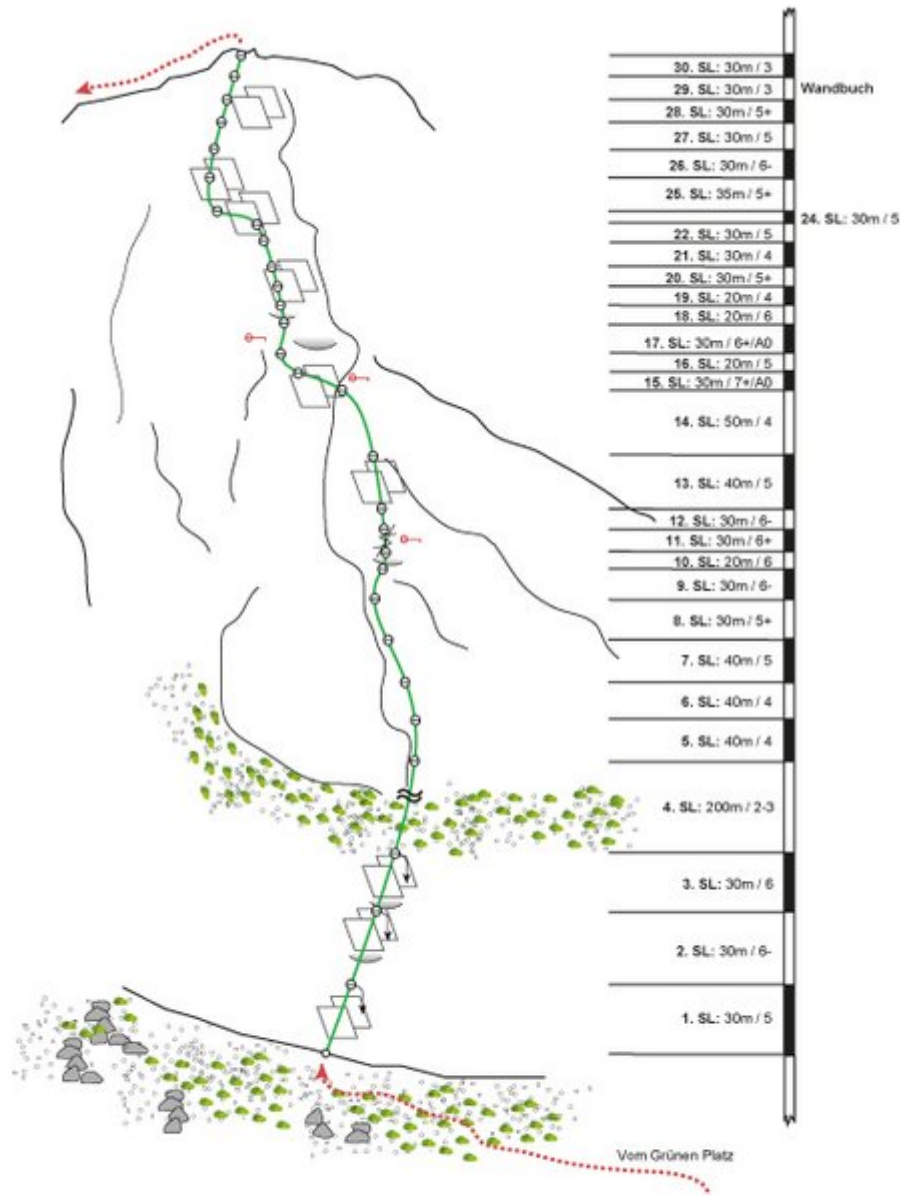 30. SL: 30m / 3
29. SL: 30m / 3
Wandbuch
28. SL: 30m / 5+
27. SL: 30m / 5
26. SL: 30m / 6-
25. SL: 35m / 5+
24. SL: 30m / 5
22. SL: 30m / 5
21. SL: 30m / 4
20. SL: 30m / 5+
19. SL: 20m / 4
18. SL: 20m / 6
17. SL: 30m / 6+/A0
16. SL: 20m / 5
15. SL: 30m / 7+/A0
14. SL: 50m / 4
13. SL: 40m / 5
12. SL: 30m / 6-
11. SL: 30m / 6+
10. SL: 20m / 6
9. SL: 30m / 6-
8. SL: 30m / 5+
7. SL: 40m / 5
6. SL: 40m / 4
5. SL: 40m / 4
4. SL: 200m / 2-3
3. SL: 30m / 6
2. SL: 30m / 6-
1. SL: 30m / 5
Vom Grünen Platz